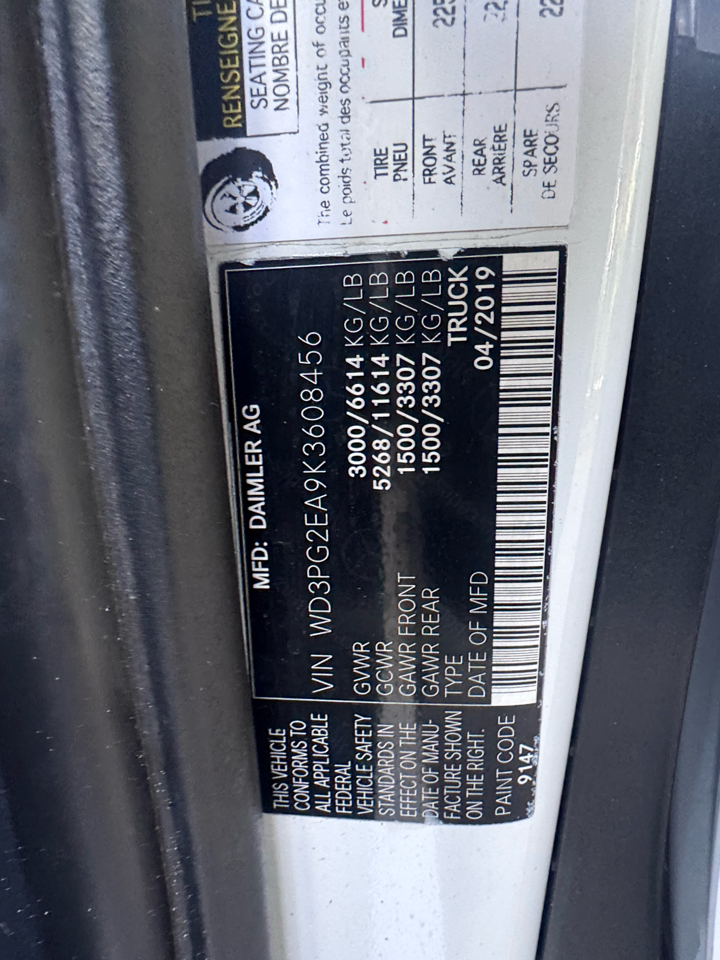 THIS VEHICLE
CONFORMS TO
ALL APPLICABLE
FEDERAL
VEHICLE SAFETY
STANDARDS IN
EFFECT ON THE
DATE OF MANU-
FACTURE SHOWN
ON THE RIGHT.
PAINT CODE
9147
MFD: DAIMLER AG
VIN WD3PG2EA9K3608456
GVWR 3000/6614 KG/LB
GCWR 5268/11614 KG/LB
GAWR FRONT 1500/3307 KG/LB
GAWR REAR 1500/3307 KG/LB
TYPE TRUCK
DATE OF MFD 04/2019
RENSEIGNE
SEATING CA
NOMBRE DE
The combined weight of occu
Le poids total des occupants e
TIRE
PNEU
DIME
FRONT
AVANT
225
REAR
ARRIÈRE
SPARE
DE SECOURS
22